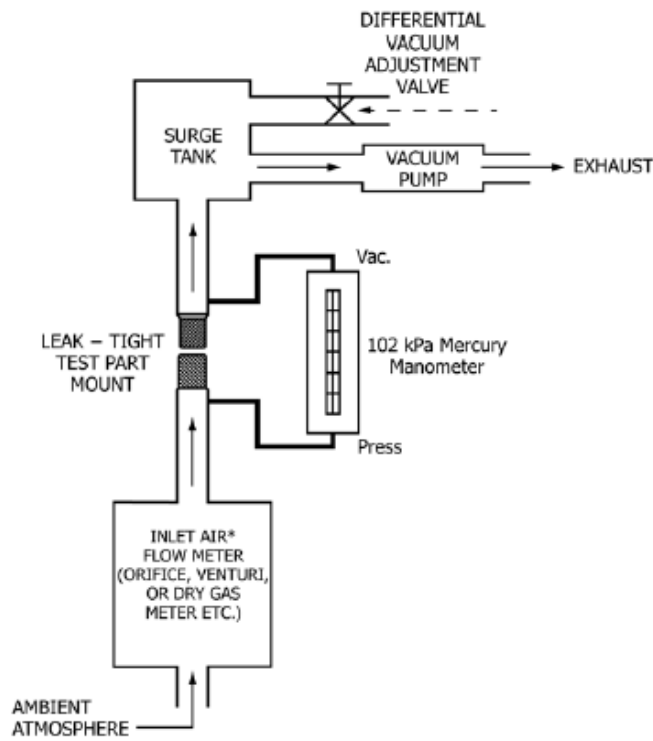 DIFFERENTIAL
VACUUM
ADJUSTMENT
VALVE
SURGE
TANK
VACUUM
PUMP
EXHAUST
Vac.
LEAK – TIGHT
TEST PART
MOUNT
102 kPa Mercury
Manometer
Press
INLET AIR*
FLOW METER
(ORIFICE, VENTURI,
OR DRY GAS
METER ETC.)
AMBIENT
ATMOSPHERE